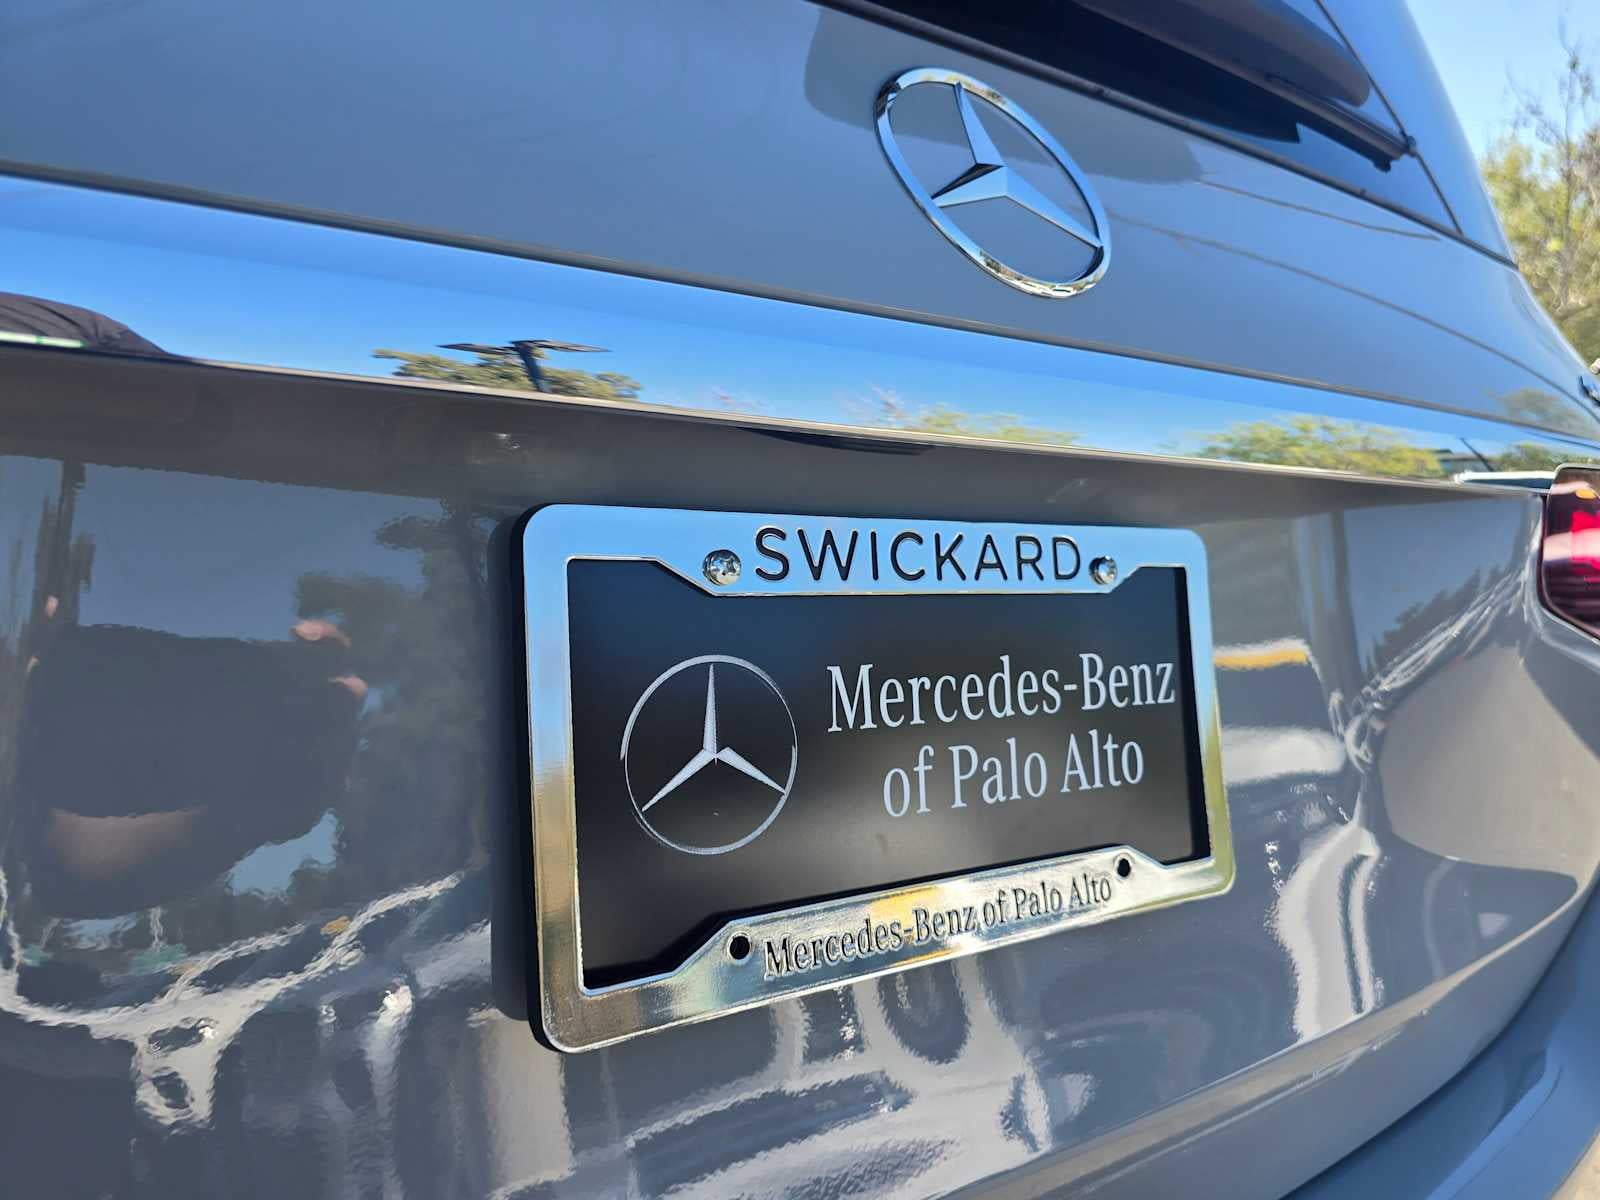 SWICKARD
Mercedes-Benz
of Palo Alto
Mercedes-Benz of Palo Alto